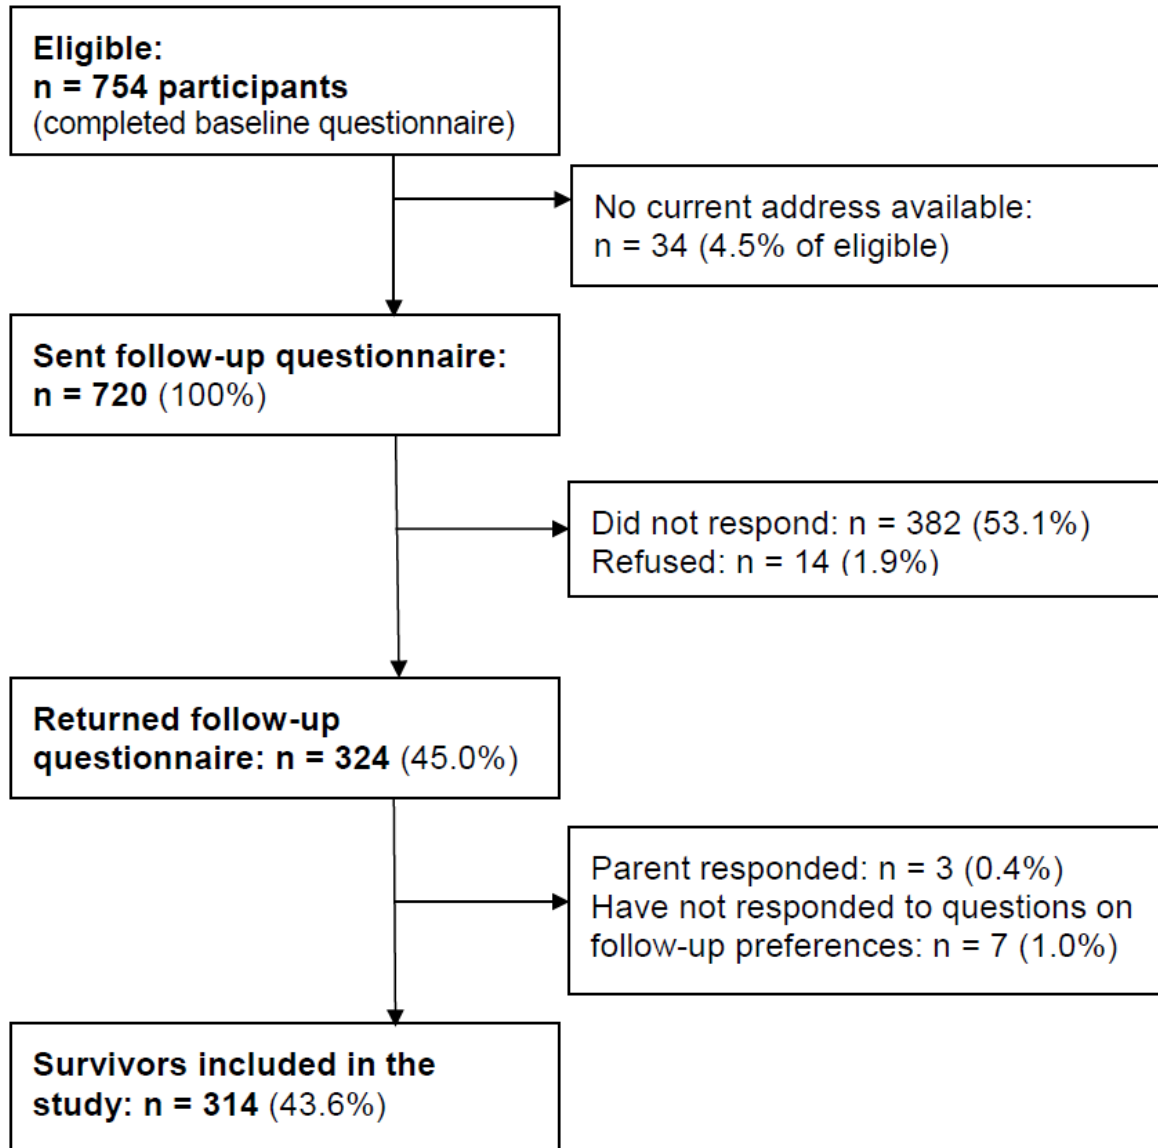 Eligible:
n = 754 participants
(completed baseline questionnaire)
No current address available:
n = 34 (4.5% of eligible)
Sent follow-up questionnaire:
n = 720 (100%)
Did not respond: n = 382 (53.1%)
Refused: n = 14 (1.9%)
Returned follow-up
questionnaire: n = 324 (45.0%)
Parent responded: n = 3 (0.4%)
Have not responded to questions on
follow-up preferences: n = 7 (1.0%)
Survivors included in the
study: n = 314 (43.6%)